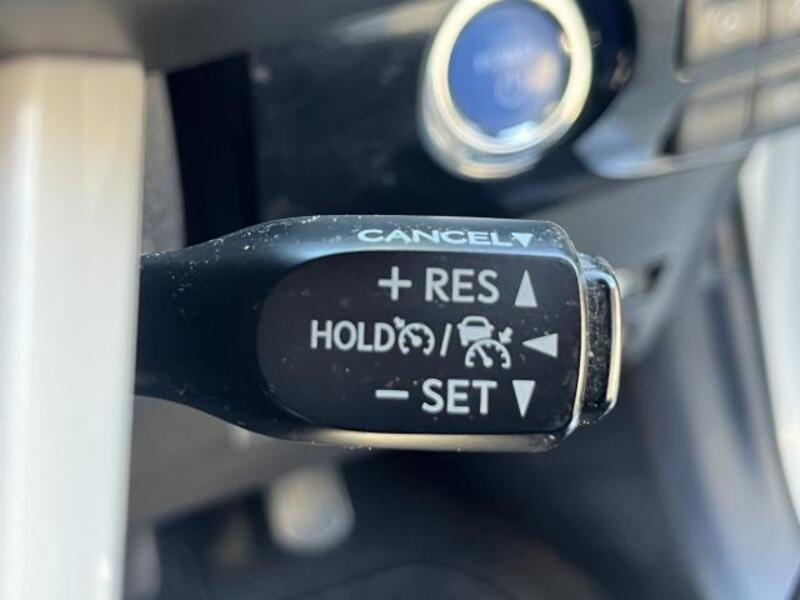 CANCEL▼
+ RES ▲
HOLD / ◀
− SET ▼